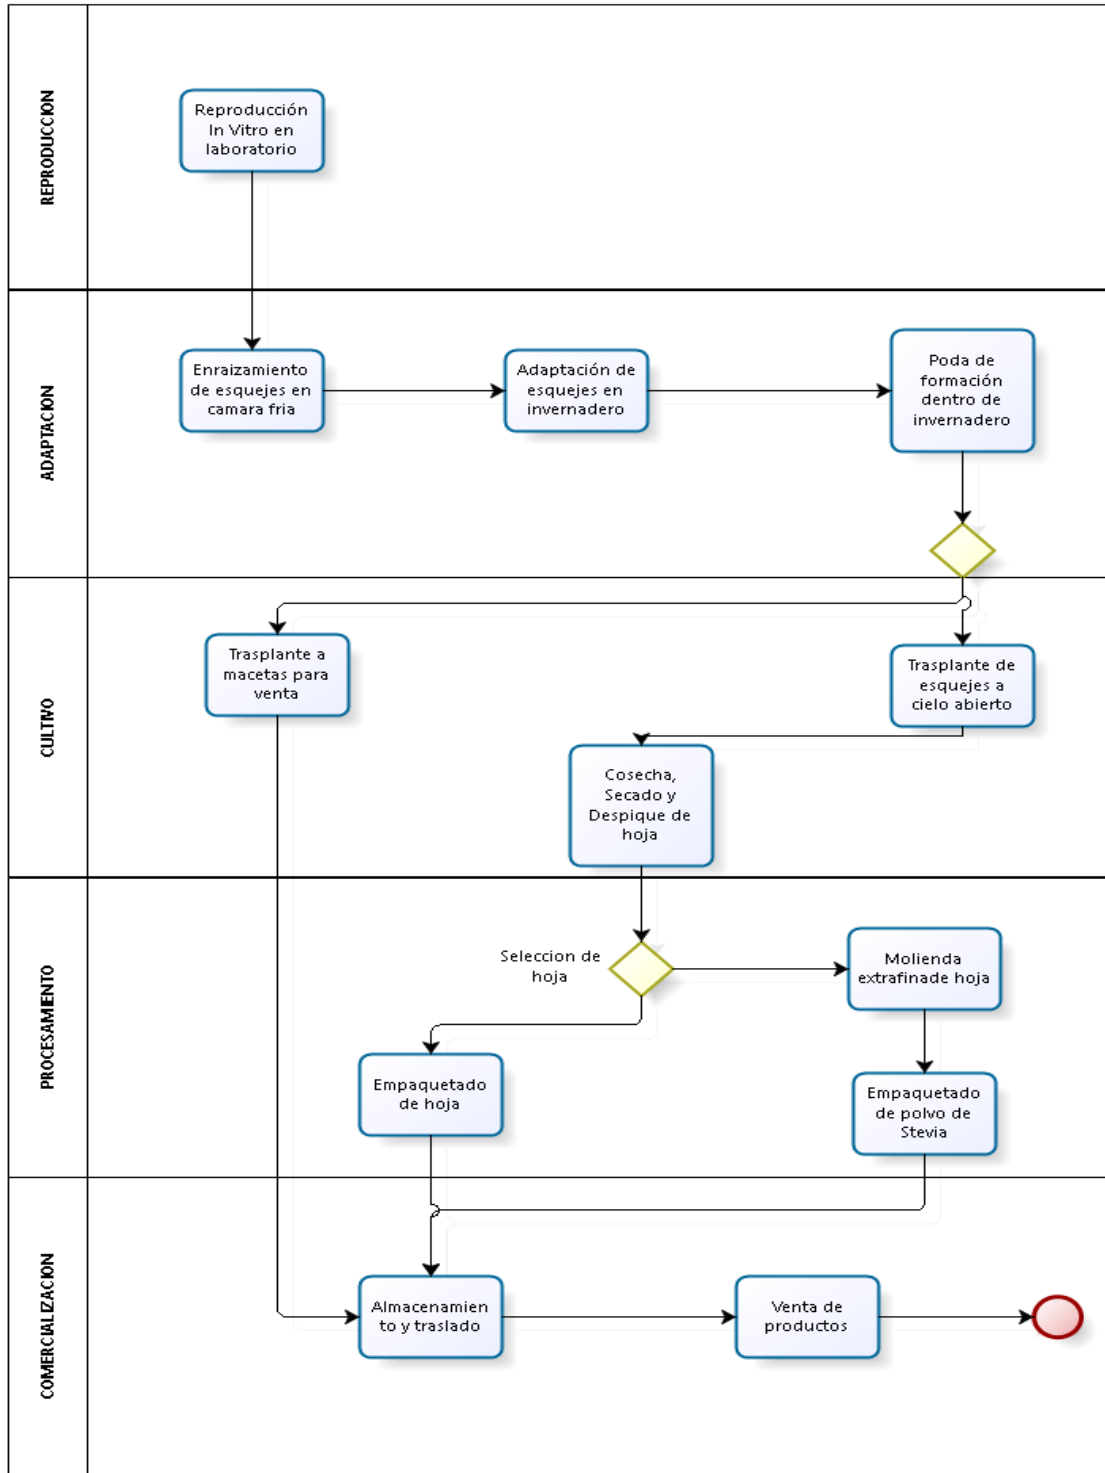 REPRODUCCION
Reproducción
In Vitro en
laboratorio
ADAPTACION
Enraizamiento
de esquejes en
camara fria
Adaptación de
esquejes en
invernadero
Poda de
formación
dentro de
invernadero
CULTIVO
Trasplante a
macetas para
venta
Trasplante de
esquejes a
cielo abierto
Cosecha,
Secado y
Despique de
hoja
PROCESAMIENTO
Seleccion de
hoja
Molienda
extrafinade hoja
Empaquetado
de hoja
Empaquetado
de polvo de
Stevia
COMERCIALIZACION
Almacenamien
to y traslado
Venta de
productos